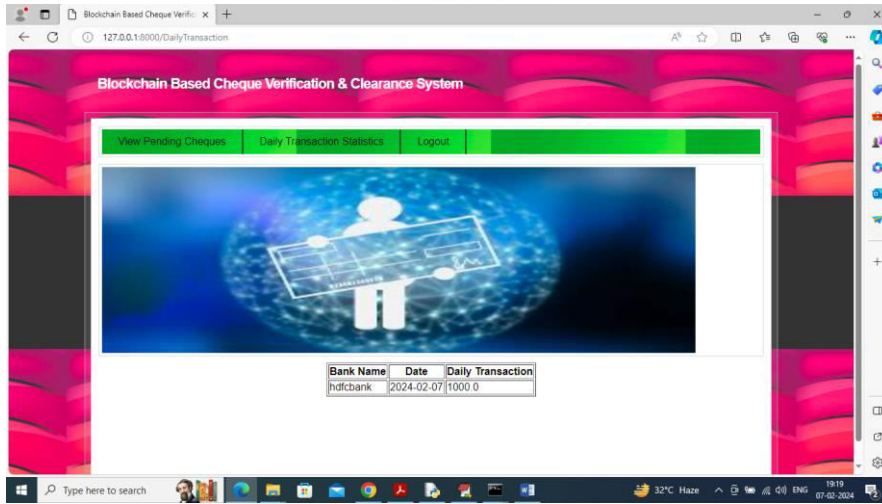 Blockchain Based Cheque Verific
127.0.0.1:8000/DailyTransaction
Blockchain Based Cheque Verification & Clearance System
View Pending Cheques Daily Transaction Statistics Logout
Bank Name Date Daily Transaction
hdfcbank 2024-02-07 1000.0
Type here to search
32°C Haze
ENG
19:19
07-02-2024